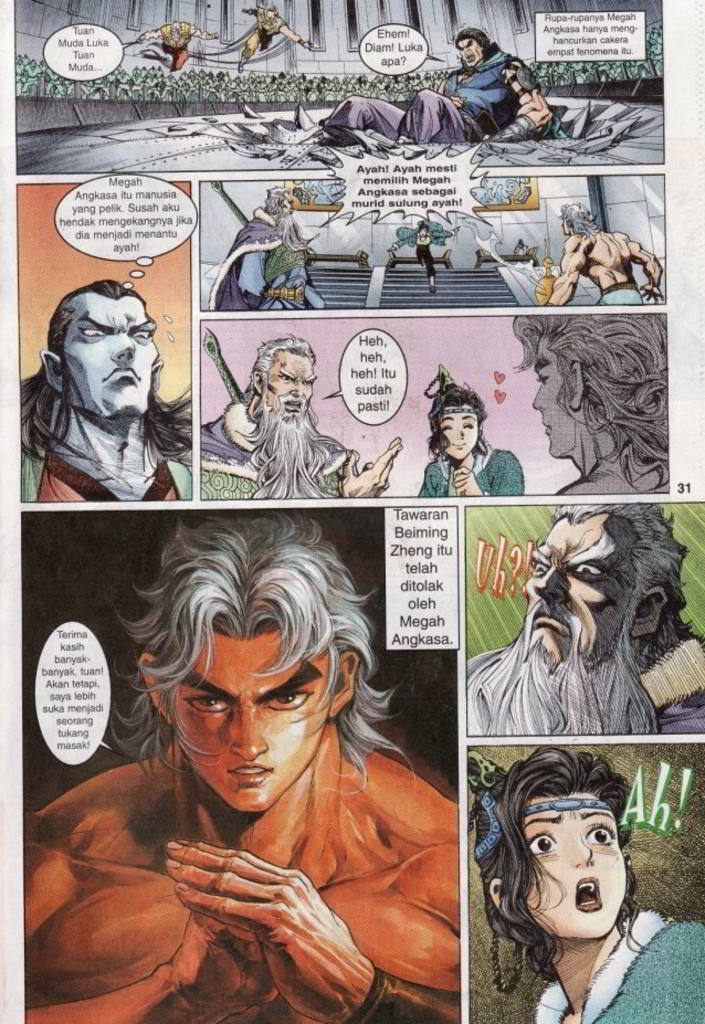 Tuan
Muda Luka
Tuan
Muda...
Ehem!
Diam! Luka
apa?
Rupa-rupanya Megah
Angkasa hanya meng-
hancurkan cakera
empat fenomena itu.
Megah
Angkasa itu manusia
yang pelik. Susah aku
hendak mengekangnya jika
dia menjadi menantu
ayah!
Ayah! Ayah mesti
memilih Megah
Angkasa sebagai
murid sulung ayah!
Heh,
heh,
heh! Itu
sudah
pasti!
31
Terima
kasih
banyak-
banyak, tuan!
Akan tetapi,
saya lebih
suka menjadi
seorang
tukang
masak!
Tawaran
Beiming
Zheng itu
telah
ditolak
oleh
Megah
Angkasa.
Uh?!
Ah!